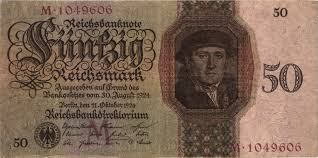 M·1049606
50
Reichsbanknote
Fünfzig
Reichsmark
Ausgegeben auf Grund des
Bankgesetzes vom 30. August 1924
Berlin, den 11. Oktober 1924
Reichsbankdirektorium
50
50
M·1049606